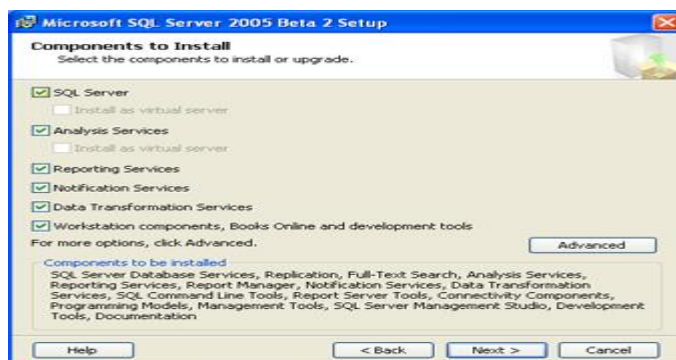 Microsoft SQL Server 2005 Beta 2 Setup
Components to Install
Select the components to install or upgrade.
SQL Server
Install as virtual server
Analysis Services
Install as virtual server
Reporting Services
Notification Services
Data Transformation Services
Workstation components, Books Online and development tools
For more options, click Advanced.
Advanced
Components to be installed
SQL Server Database Services, Replication, Full-Text Search, Analysis Services,
Reporting Services, Report Manager, Notification Services, Data Transformation
Services, SQL Command Line Tools, Report Server Tools, Connectivity Components,
Programming Models, Management Tools, SQL Server Management Studio, Development
Tools, Documentation
Help
< Back
Next >
Cancel